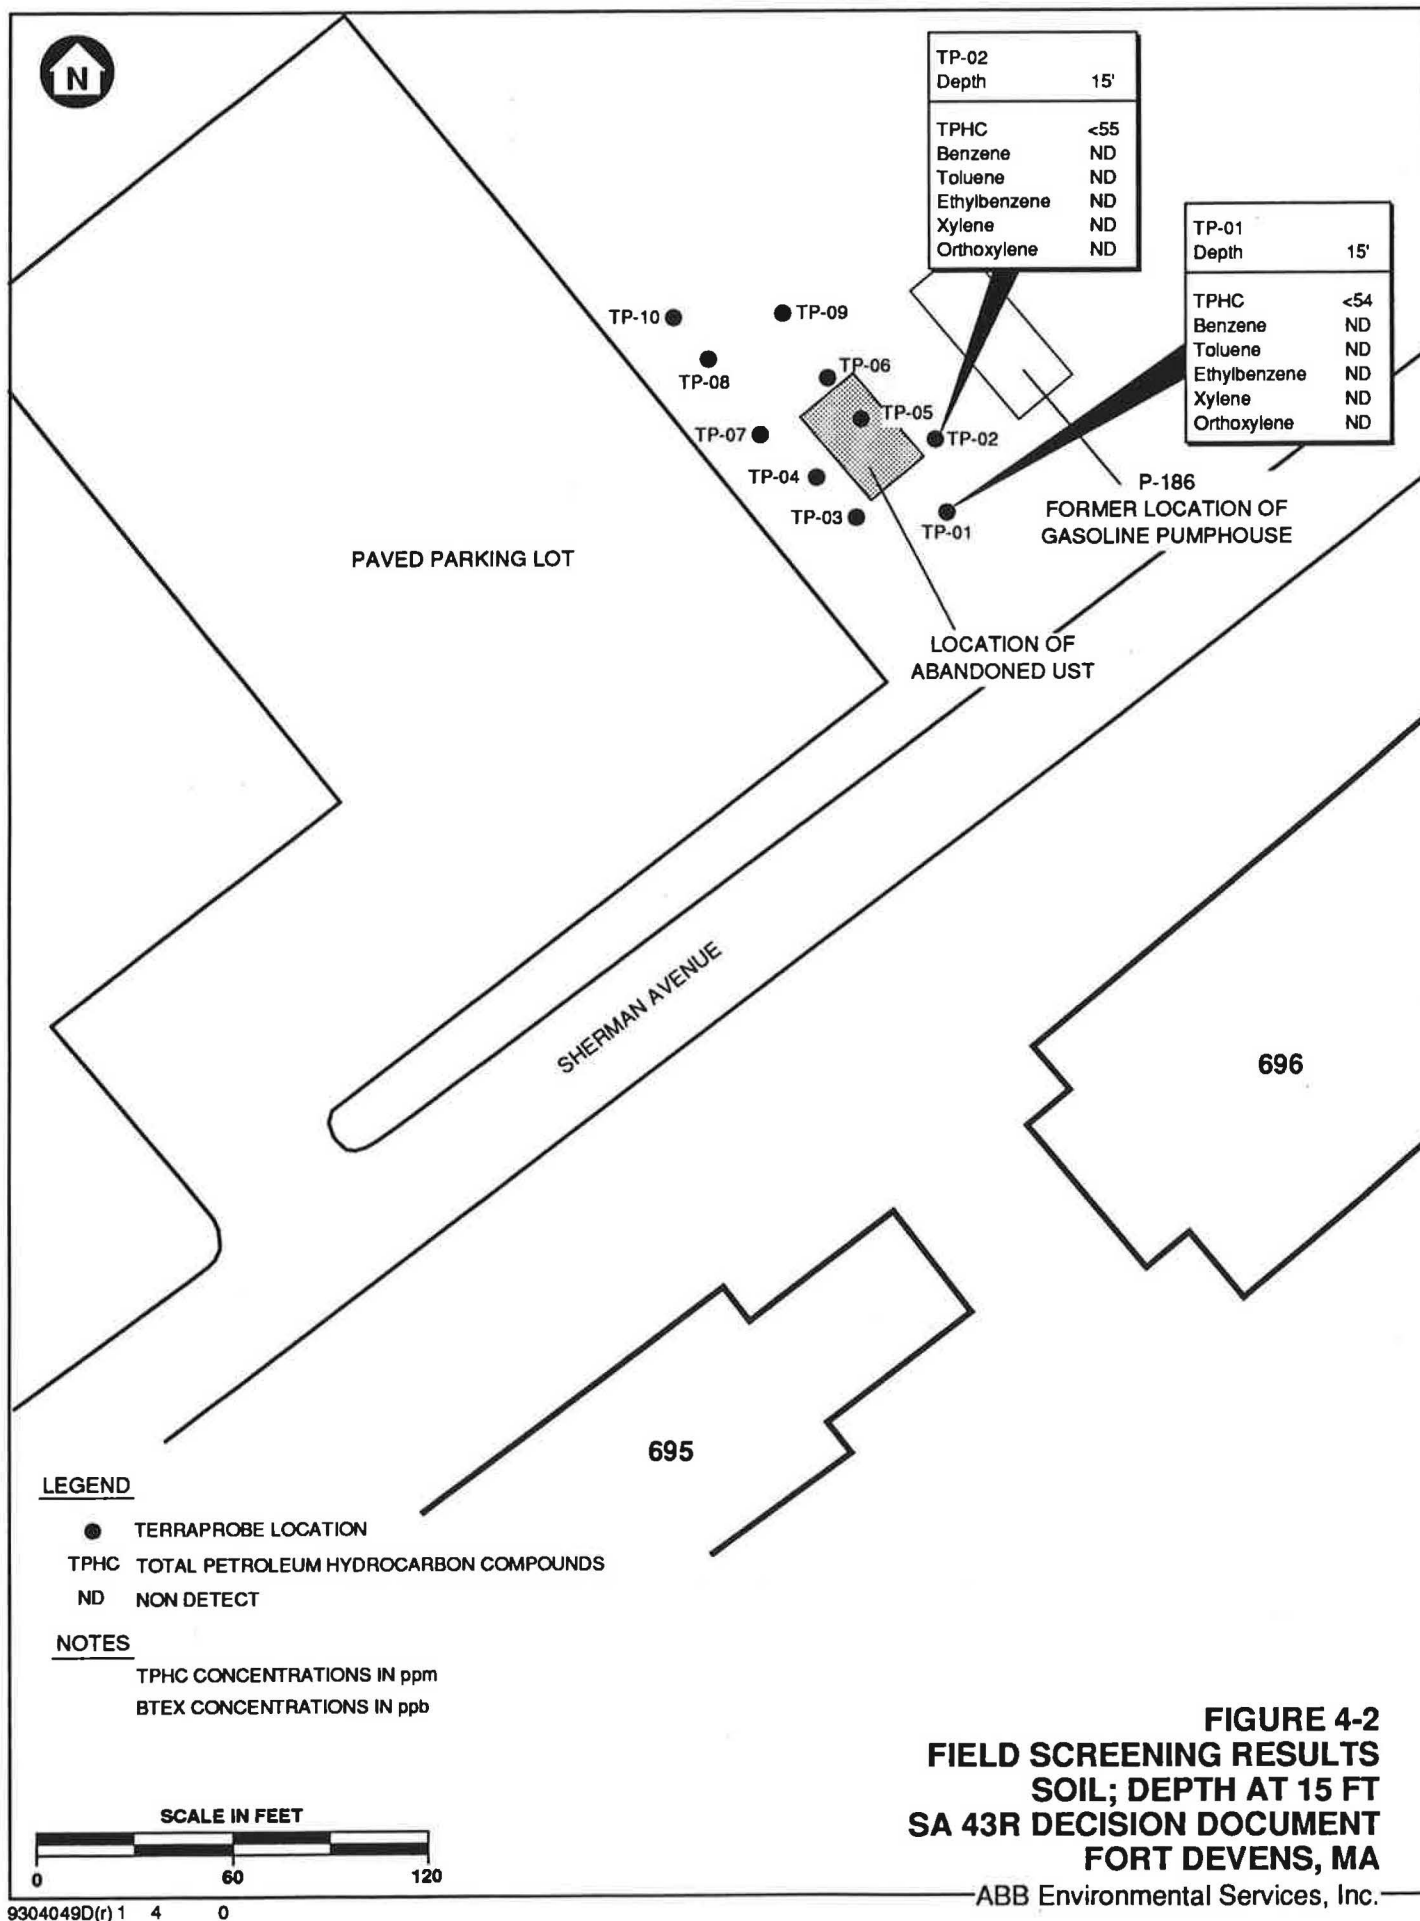 N
TP-02
Depth 15'
TPHC <55
Benzene ND
Toluene ND
Ethylbenzene ND
Xylene ND
Orthoxylene ND
TP-01
Depth 15'
TPHC <54
Benzene ND
Toluene ND
Ethylbenzene ND
Xylene ND
Orthoxylene ND
TP-10
TP-09
TP-08
TP-06
TP-05
TP-07
TP-02
TP-04
TP-03
TP-01
P-186
FORMER LOCATION OF
GASOLINE PUMPHOUSE
PAVED PARKING LOT
LOCATION OF
ABANDONED UST
SHERMAN AVENUE
696
695
LEGEND
TERRAPROBE LOCATION
TPHC TOTAL PETROLEUM HYDROCARBON COMPOUNDS
ND NON DETECT
NOTES
TPHC CONCENTRATIONS IN ppm
BTEX CONCENTRATIONS IN ppb
SCALE IN FEET
0 60 120
FIGURE 4-2
FIELD SCREENING RESULTS
SOIL; DEPTH AT 15 FT
SA 43R DECISION DOCUMENT
FORT DEVENS, MA
ABB Environmental Services, Inc.
9304049D(r) 1 4 0